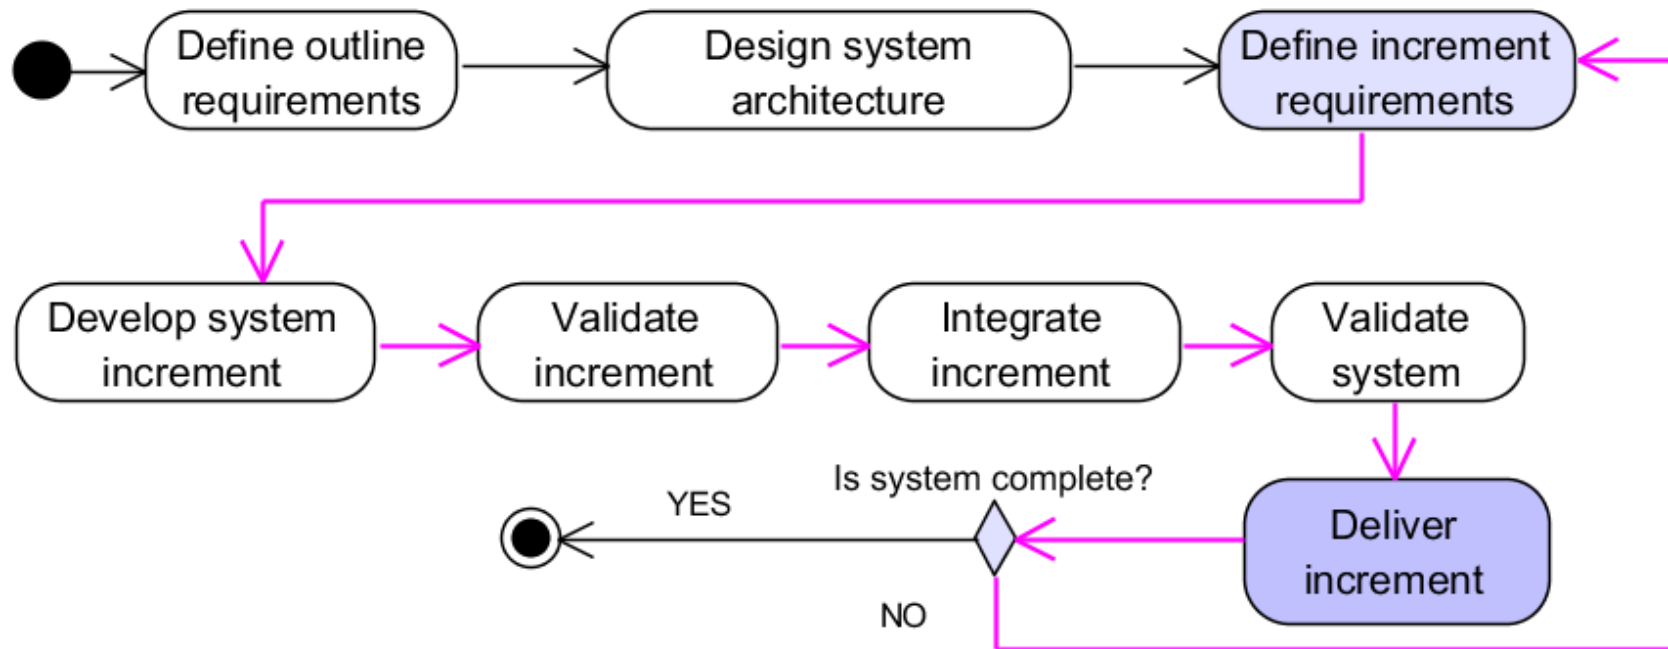 Define outline
requirements
Design system
architecture
Define increment
requirements
Develop system
increment
Validate
increment
Integrate
increment
Validate
system
Is system complete?
YES
Deliver
increment
NO